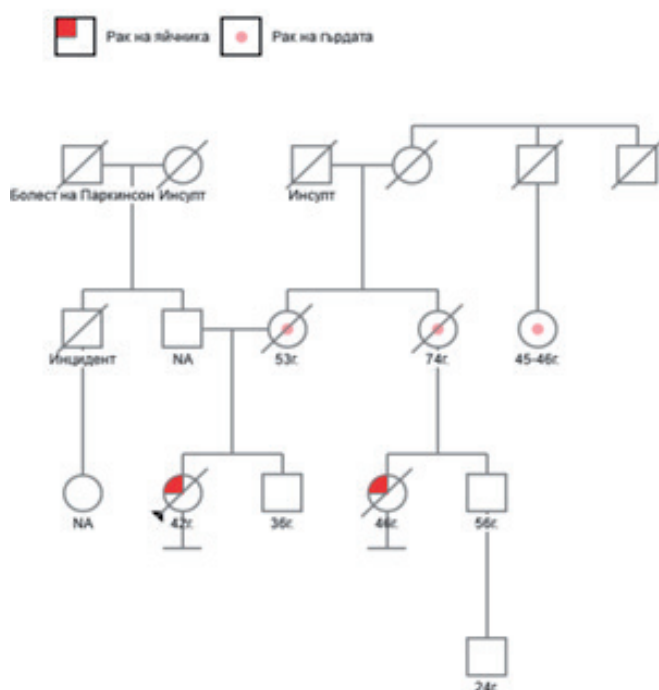 Рак на яйчника Рак на гърдата
Болест на Паркинсон Инсулт Инсулт
Инцидент NA 53г. 74г. 45-46г.
NA 42г. 36г. 46г. 56г.
24г.